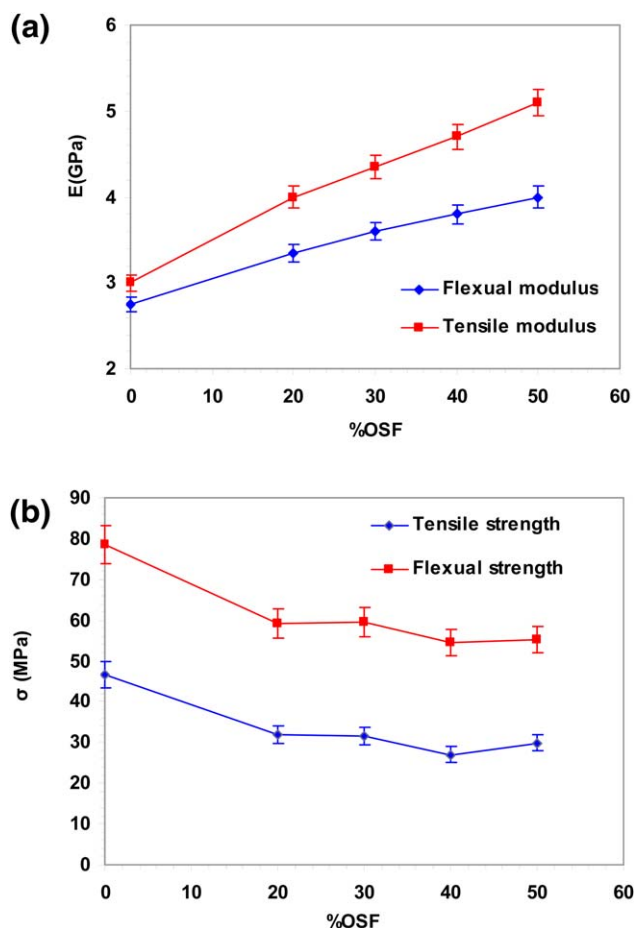 (a)
6
5
4
3
2
E(GPa)
Flexual modulus
Tensile modulus
0 10 20 30 40 50 60
%OSF
(b)
90
80
70
60
50
40
30
20
10
0
σ (MPa)
Tensile strength
Flexual strength
0 10 20 30 40 50 60
%OSF